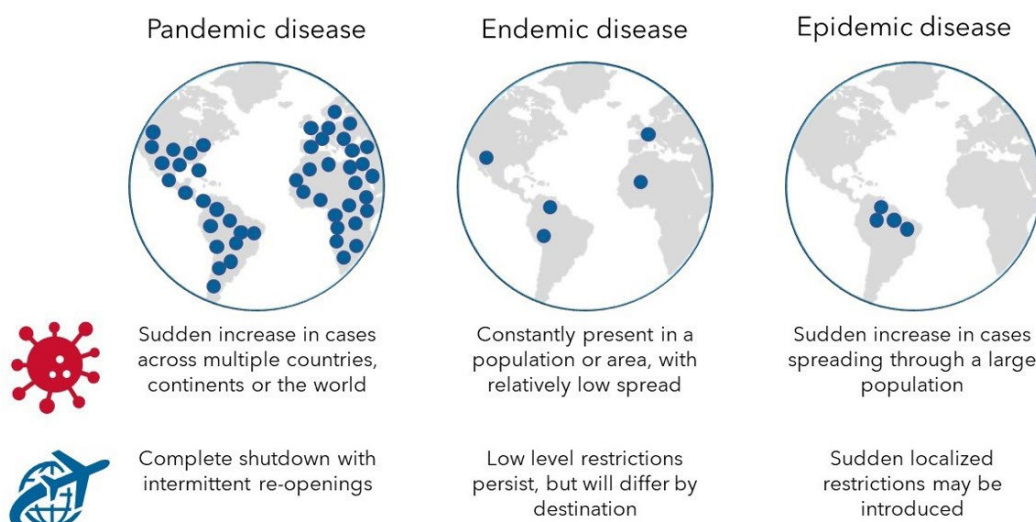 Pandemic disease
Endemic disease
Epidemic disease
Sudden increase in cases
across multiple countries,
continents or the world
Constantly present in a
population or area, with
relatively low spread
Sudden increase in cases
spreading through a large
population
Complete shutdown with
intermittent re-openings
Low level restrictions
persist, but will differ by
destination
Sudden localized
restrictions may be
introduced